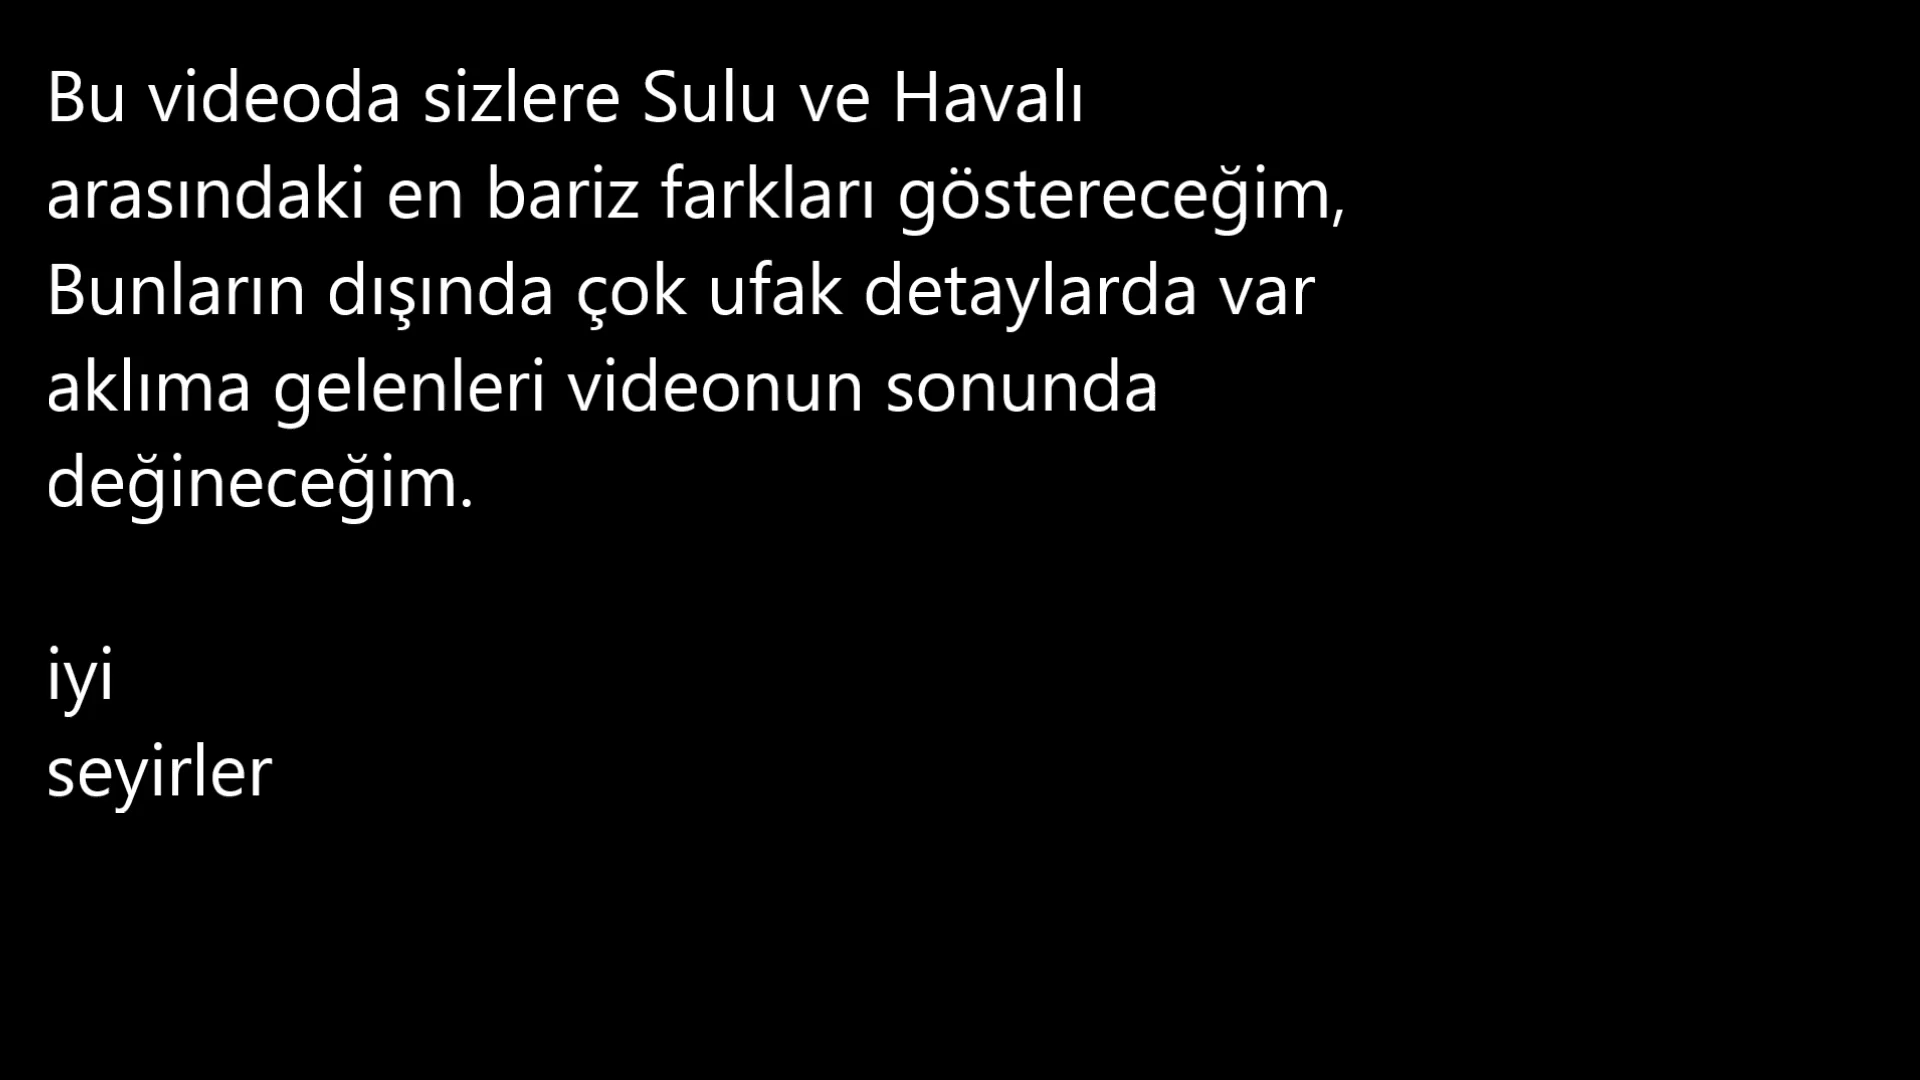 Bu videoda sizlere Sulu ve Havalı
arasındaki en bariz farkları göstereceğim,
Bunların dışında çok ufak detaylarda var
aklıma gelenleri videonun sonunda
değineceğim.
iyi
seyirler